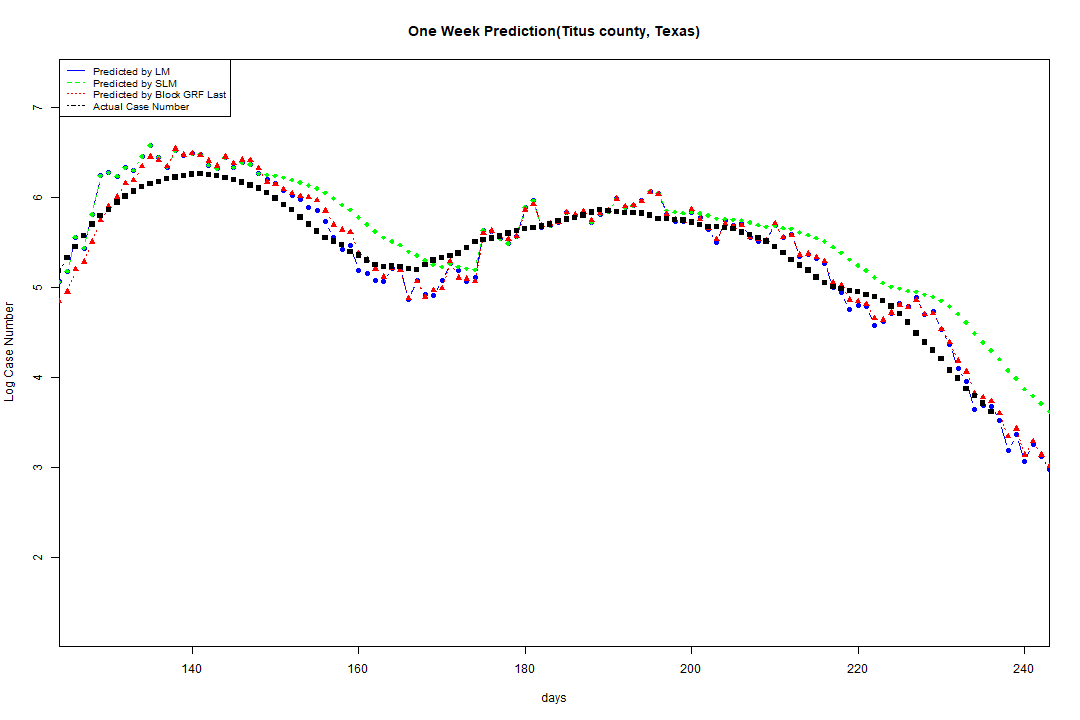 One Week Prediction(Titus county, Texas)
Predicted by LM
Predicted by SLM
Predicted by Block GRF Last
Actual Case Number
7
6
5
4
3
2
Log Case Number
140 160 180 200 220 240
days